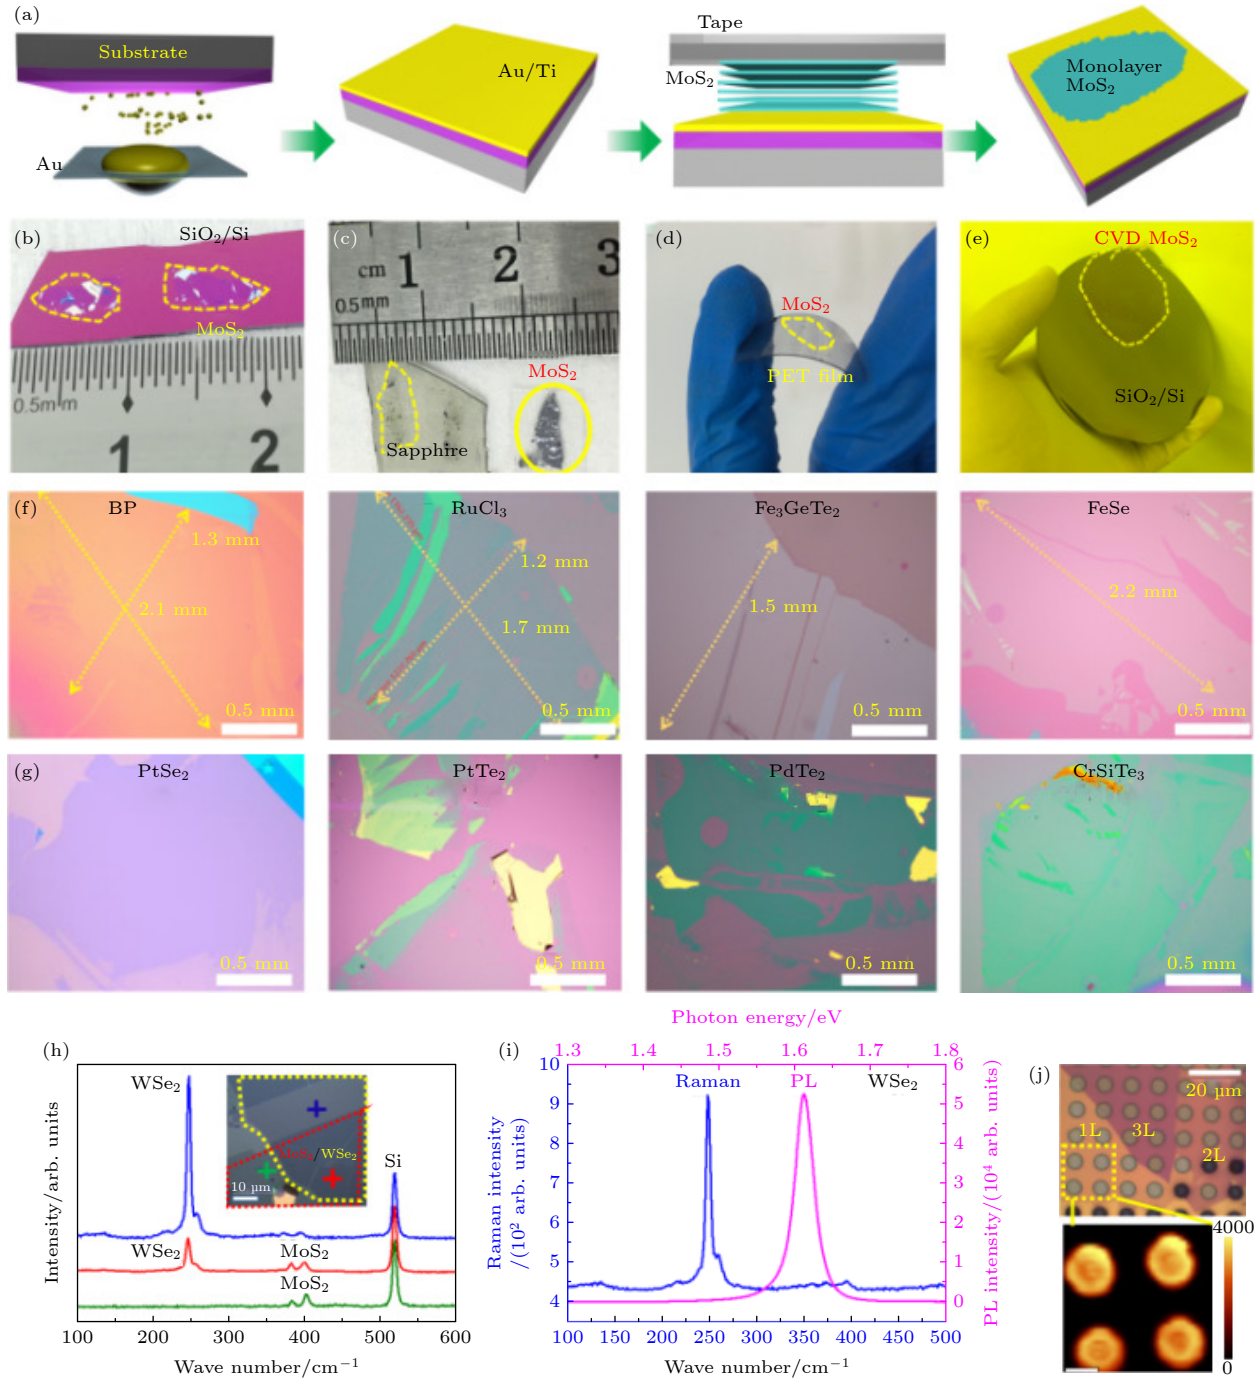 (a)
Substrate
Au
Au/Ti
Tape
MoS₂
Monolayer
MoS₂
(b)
SiO₂/Si
MoS₂
0.5mm
1
2
(c)
cm
1
2
3
0.5mm
MoS₂
Sapphire
(d)
MoS₂
PET film
(e)
CVD MoS₂
SiO₂/Si
(f)
BP
1.3 mm
2.1 mm
0.5 mm
RuCl₃
1.2 mm
1.7 mm
0.5 mm
Fe₃GeTe₂
1.5 mm
0.5 mm
FeSe
2.2 mm
0.5 mm
(g)
PtSe₂
0.5 mm
PtTe₂
0.5 mm
PdTe₂
0.5 mm
CrSiTe₃
0.5 mm
(h)
Intensity/arb. units
WSe₂
MoS₂/WSe₂
10 µm
Si
WSe₂
MoS₂
MoS₂
100 200 300 400 500 600
Wave number/cm⁻¹
(i)
Photon energy/eV
1.3 1.4 1.5 1.6 1.7 1.8
Raman
PL
WSe₂
Raman intensity
/(10² arb. units)
10
9
8
7
6
5
4
PL intensity/(10⁴ arb. units)
6
5
4
3
2
1
0
100 150 200 250 300 350 400 450 500
Wave number/cm⁻¹
(j)
20 µm
1L
3L
2L
4000
0